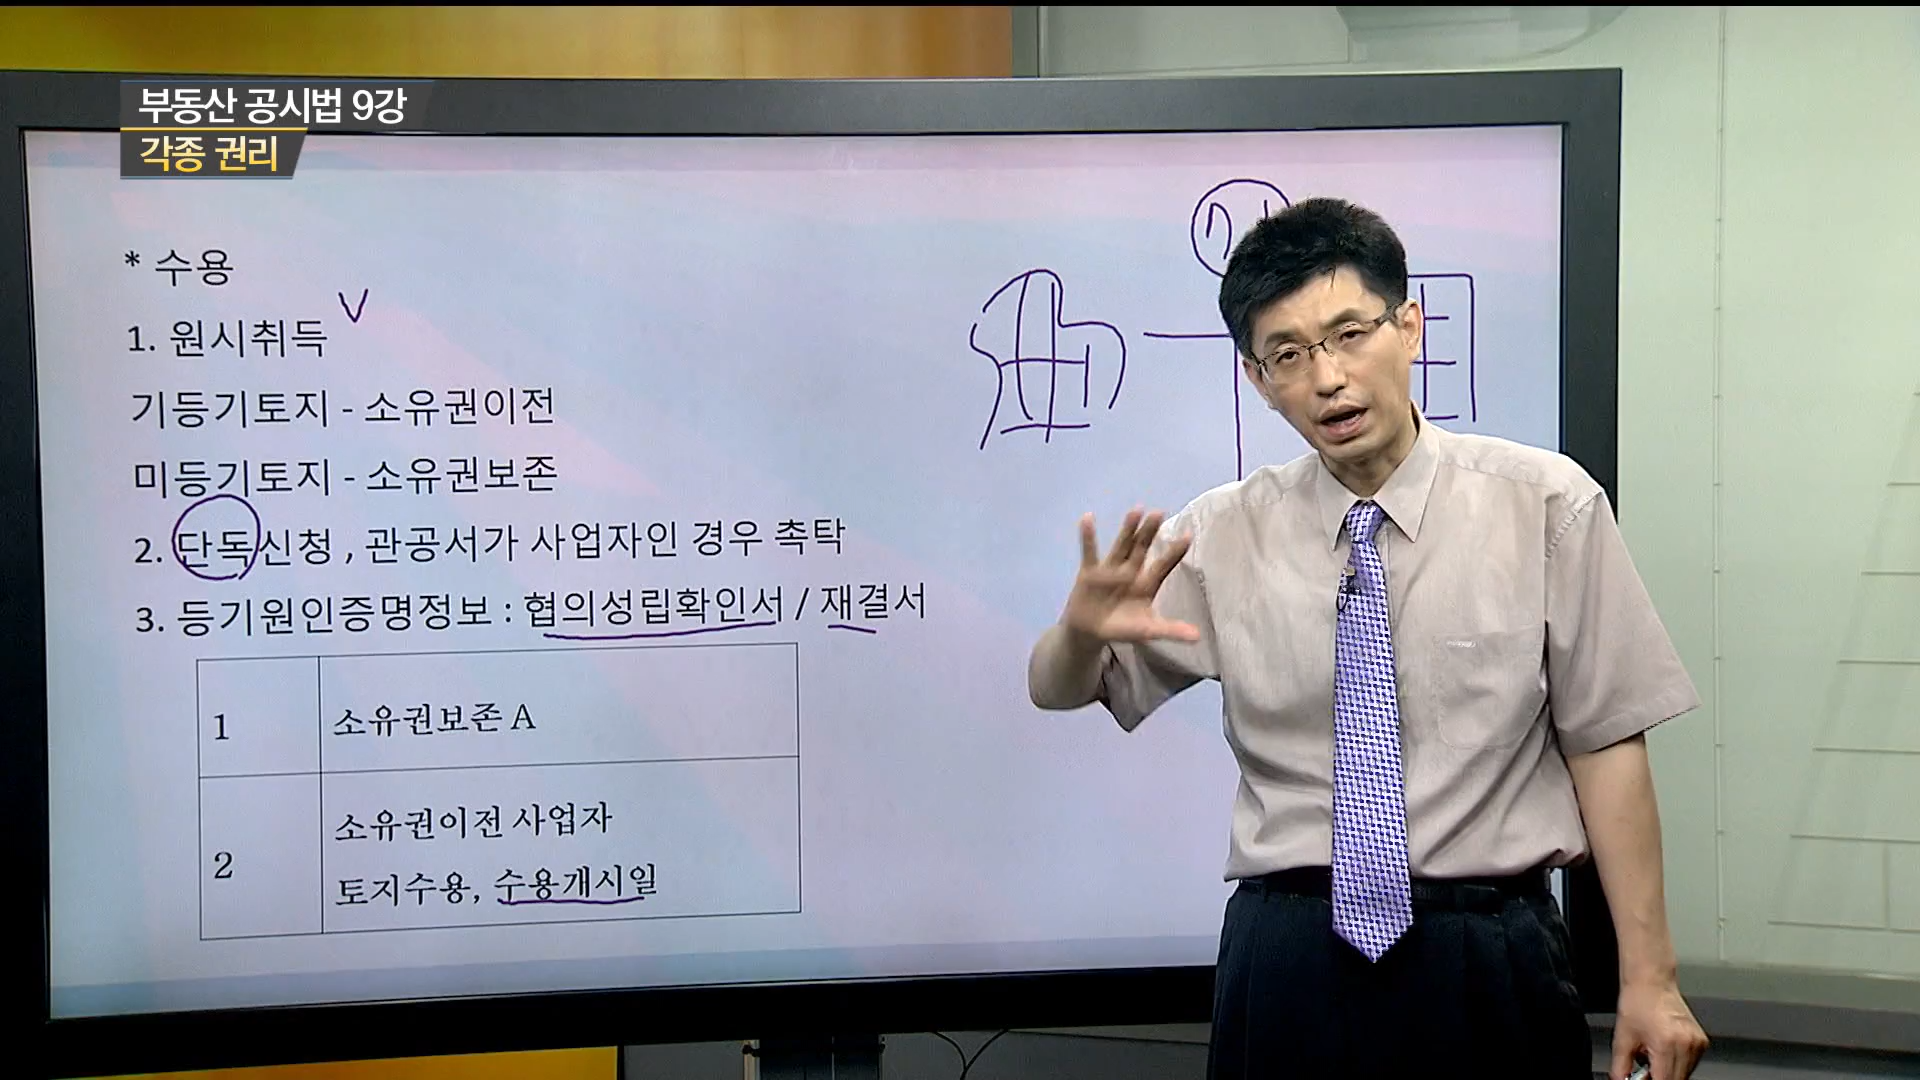 부동산 공시법 9강
각종 권리
* 수용
1. 원시취득
기등기토지 - 소유권이전
미등기토지 - 소유권보존
2. 단독신청 , 관공서가 사업자인 경우 촉탁
3. 등기원인증명정보 : 협의성립확인서 / 재결서
1 소유권보존 A
2 소유권이전 사업자
토지수용, 수용개시일